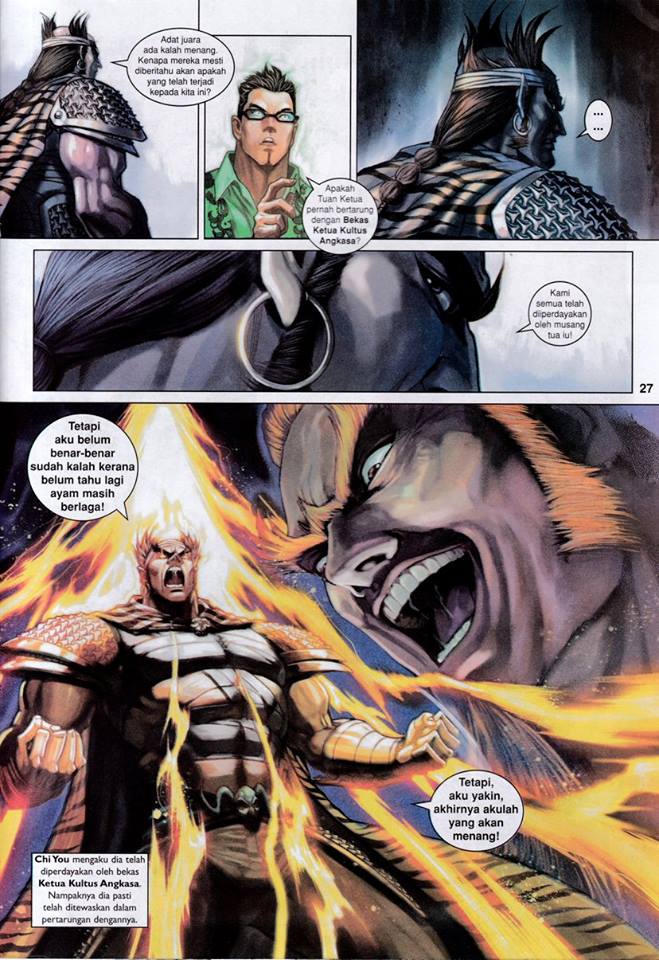 Adat juara
ada kalah menang.
Kenapa mereka mesti
diberitahu akan apakah
yang telah terjadi
kepada kita ini?
Apakah
Tuan Ketua
pernah bertarung
dengan Bekas
Ketua Kultus
Angkasa?
...
...
Kami
semua telah
diperdayakan
oleh musang
tua iu!
27
Tetapi
aku belum
benar-benar
sudah kalah kerana
belum tahu lagi
ayam masih
berlaga!
Tetapi,
aku yakin,
akhirnya akulah
yang akan
menang!
Chi You mengaku dia telah
diperdayakan oleh bekas
Ketua Kultus Angkasa.
Nampaknya dia pasti
telah ditewaskan dalam
pertarungan dengannya.